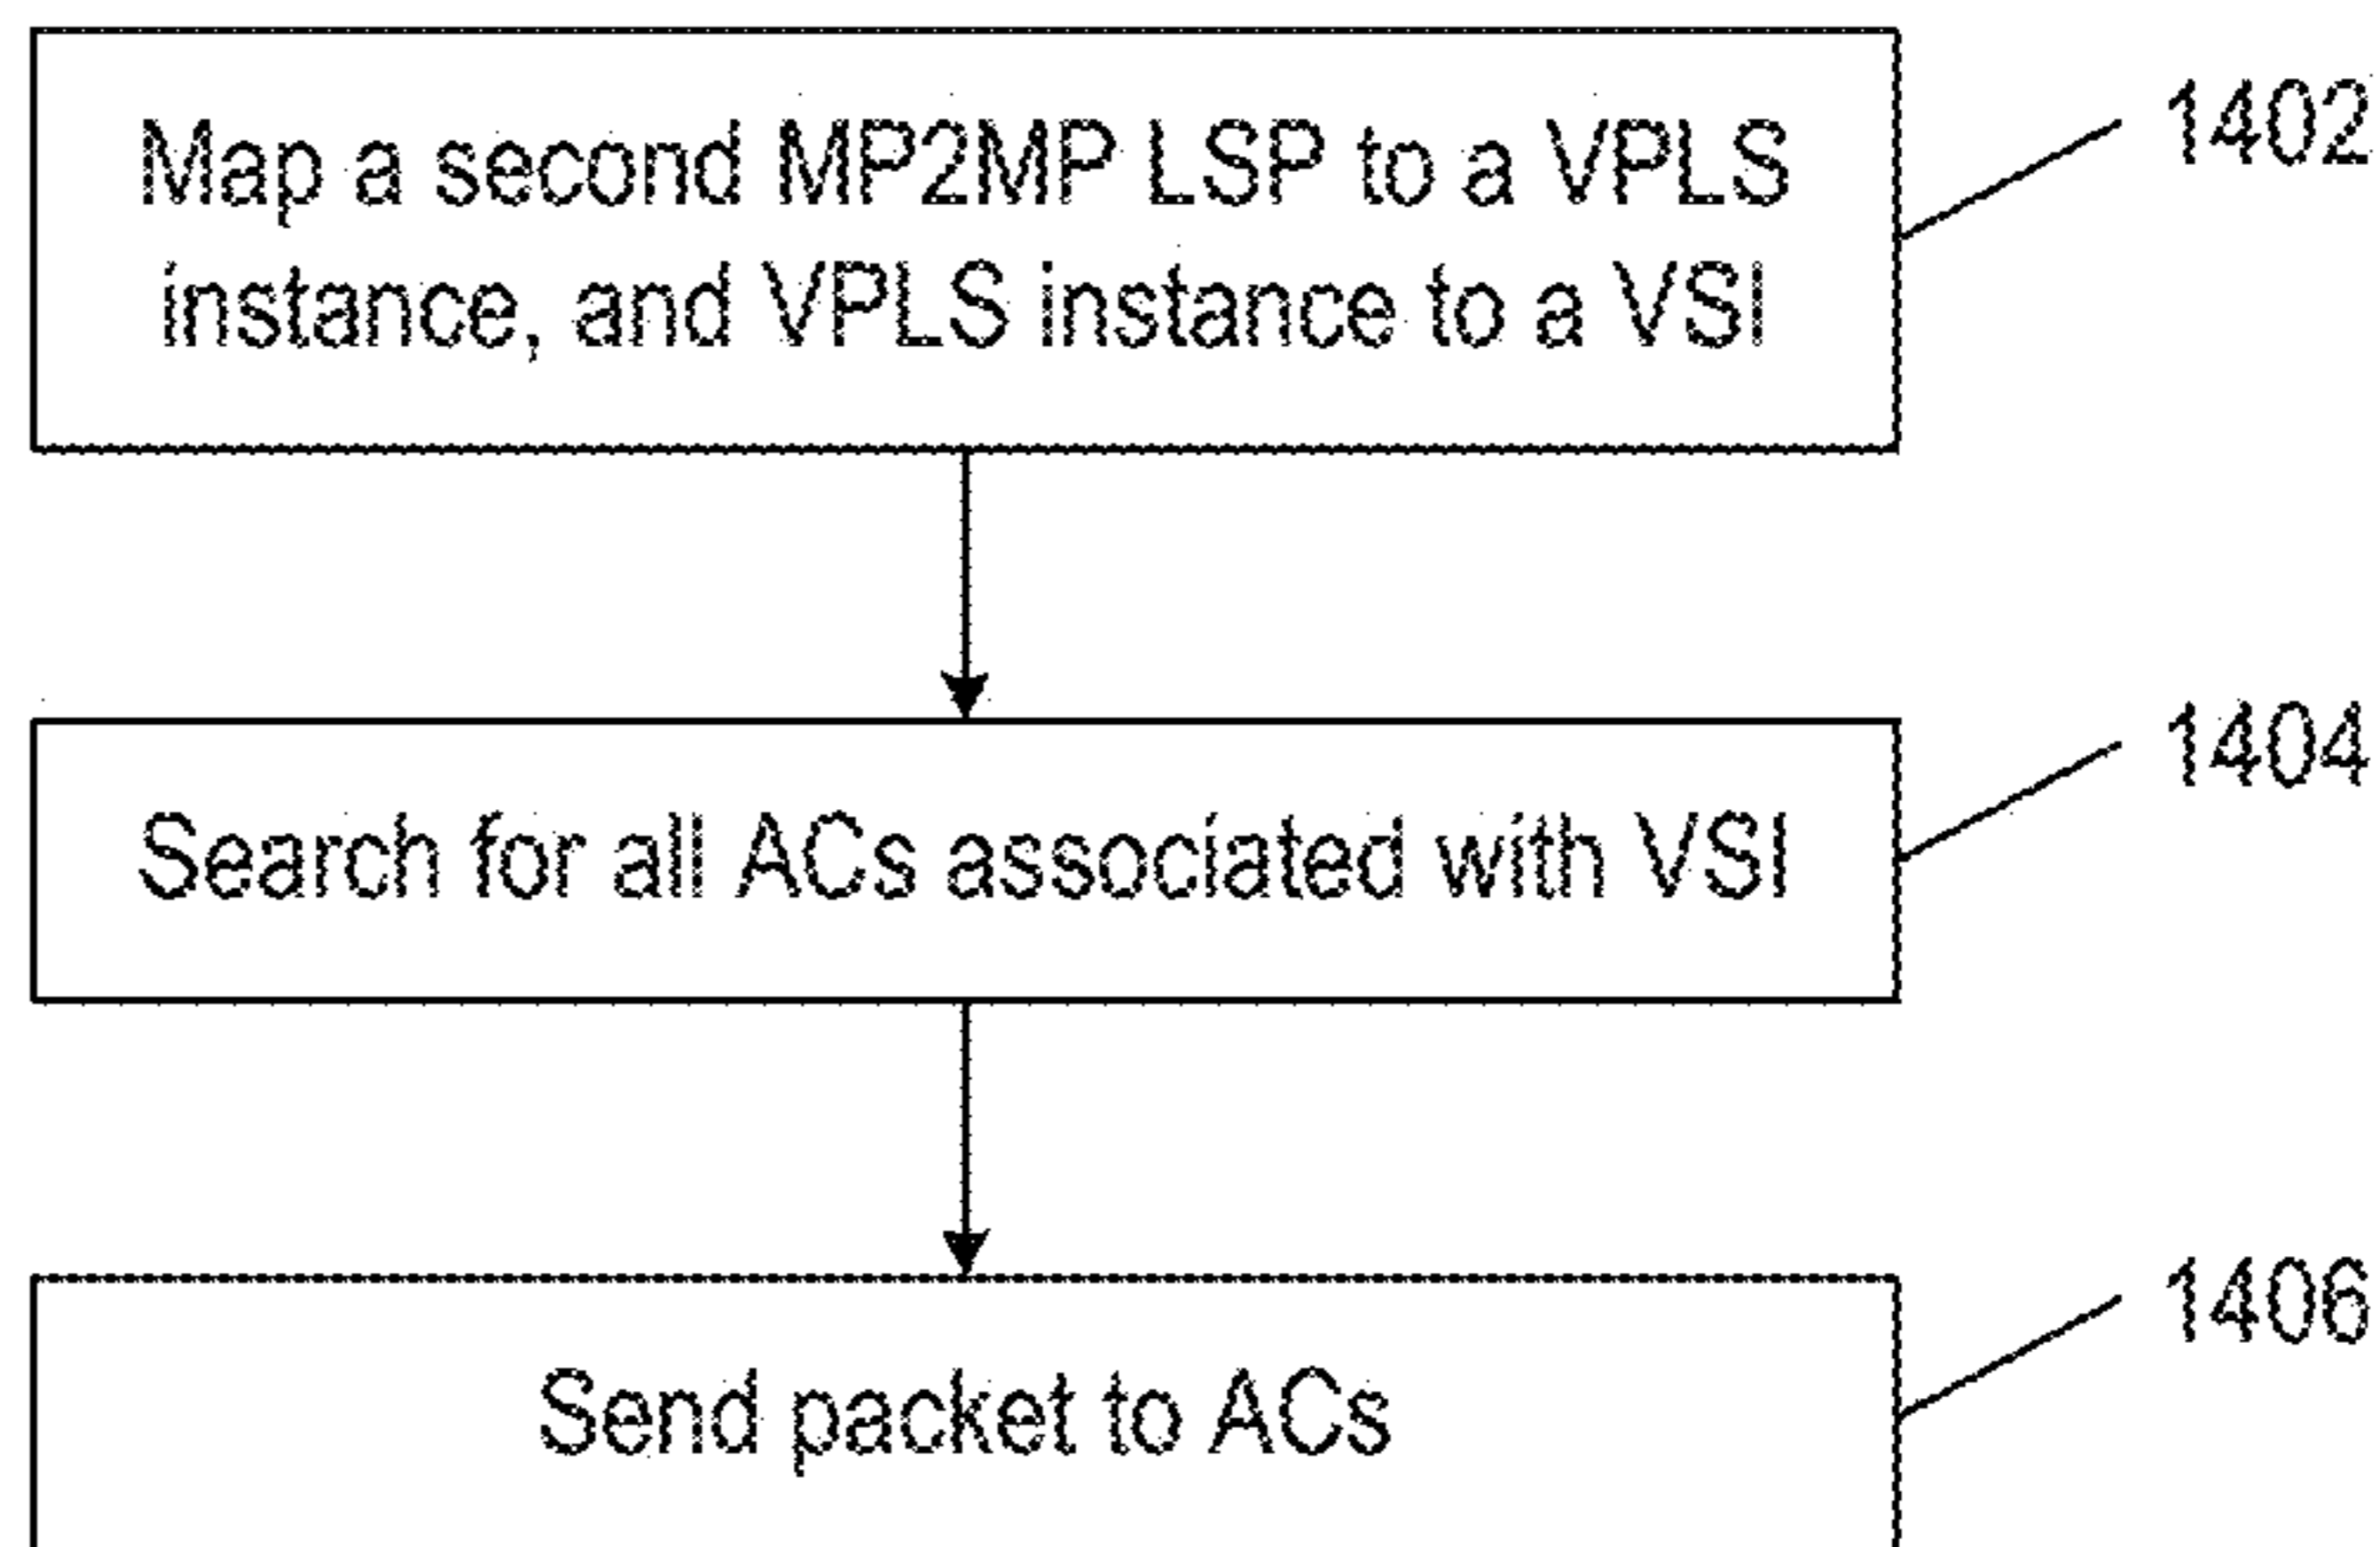 Map a second MP2MP LSP to a VPLS
instance, and VPLS instance to a VSI
1402
Search for all ACs associated with VSI
1404
Send packet to ACs
1406